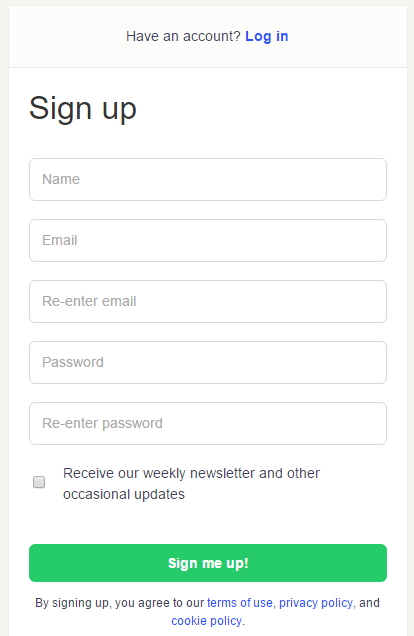 Have an account? Log in
Sign up
Name
Email
Re-enter email
Password
Re-enter password
Receive our weekly newsletter and other
occasional updates
Sign me up!
By signing up, you agree to our terms of use, privacy policy, and
cookie policy.